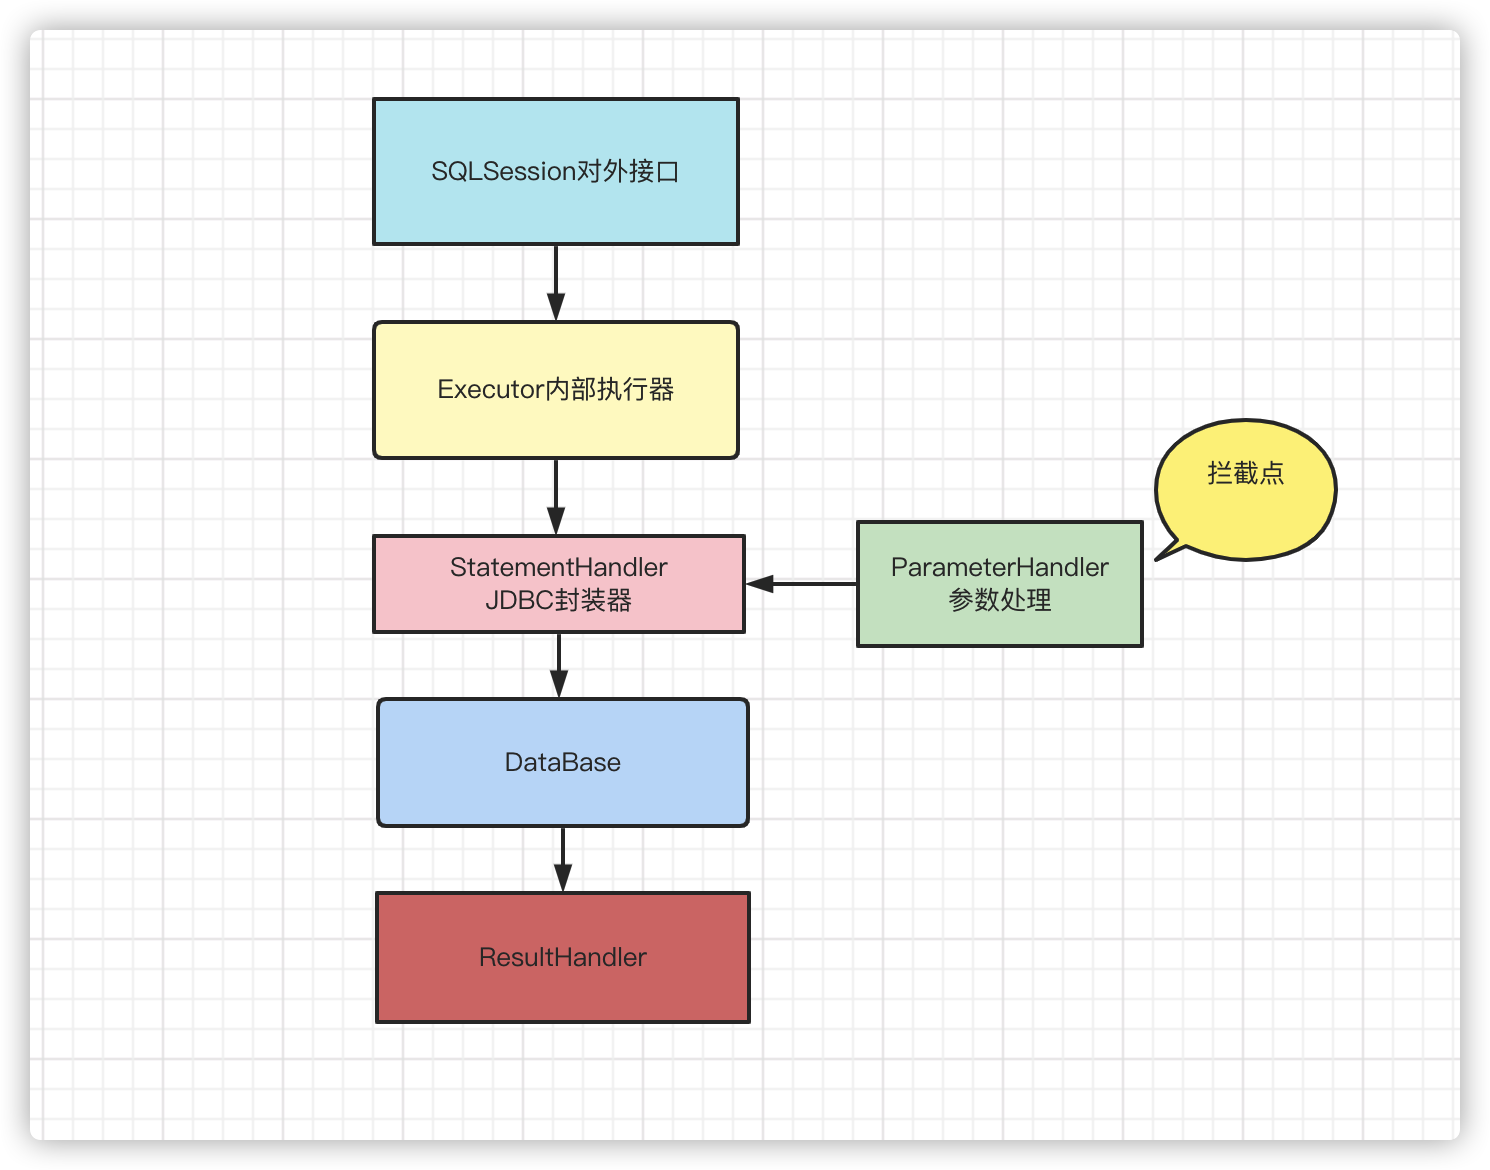 SQLSession对外接口
Executor内部执行器
拦截点
StatementHandler
JDBC封装器
ParameterHandler
参数处理
DataBase
ResultHandler